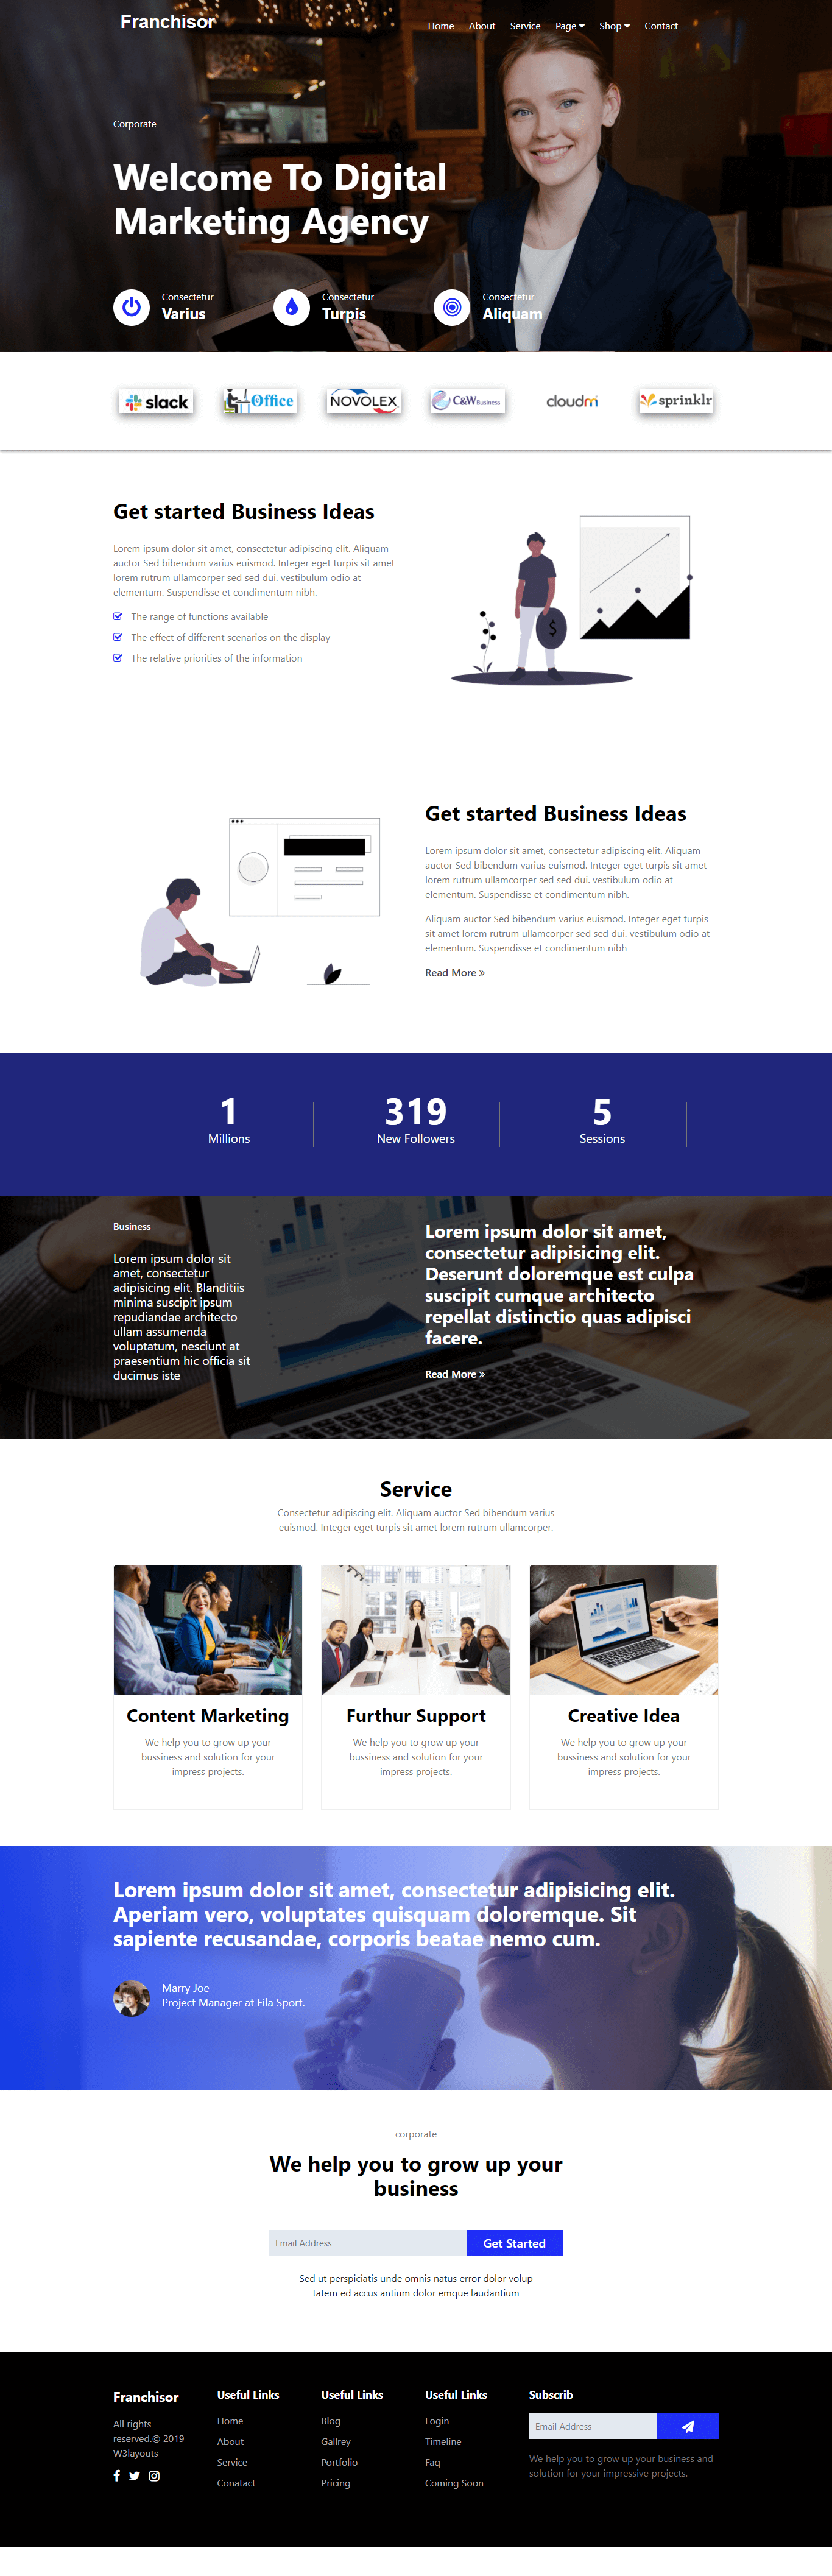 Franchisor
Home About Service Page Shop Contact
Corporate
Welcome To Digital
Marketing Agency
Consectetur
Varius
Consectetur
Turpis
Consectetur
Aliquam
slack
Office
NOVOLEX
C&W Business
cloudm
sprinklr
Get started Business Ideas
Lorem ipsum dolor sit amet, consectetur adipiscing elit. Aliquam
auctor Sed bibendum varius euismod. Integer eget turpis sit amet
lorem rutrum ullamcorper sed sed dui. vestibulum odio at
elementum. Suspendisse et condimentum nibh.
The range of functions available
The effect of different scenarios on the display
The relative priorities of the information
$
Get started Business Ideas
Lorem ipsum dolor sit amet, consectetur adipiscing elit. Aliquam
auctor Sed bibendum varius euismod. Integer eget turpis sit amet
lorem rutrum ullamcorper sed sed dui. vestibulum odio at
elementum. Suspendisse et condimentum nibh.
Aliquam auctor Sed bibendum varius euismod. Integer eget turpis
sit amet lorem rutrum ullamcorper sed sed dui. vestibulum odio at
elementum. Suspendisse et condimentum nibh
Read More »
1
Millions
319
New Followers
5
Sessions
Business
Lorem ipsum dolor sit
amet, consectetur
adipisicing elit. Blanditiis
minima suscipit ipsum
repudiandae architecto
ullam assumenda
voluptatum, nesciunt at
praesentium hic officia sit
ducimus iste
Lorem ipsum dolor sit amet,
consectetur adipisicing elit.
Deserunt doloremque est culpa
suscipit cumque architecto
repellat distinctio quas adipisci
facere.
Read More »
Service
Consectetur adipiscing elit. Aliquam auctor Sed bibendum varius
euismod. Integer eget turpis sit amet lorem rutrum ullamcorper.
Content Marketing
We help you to grow up your
bussiness and solution for your
impress projects.
Furthur Support
We help you to grow up your
bussiness and solution for your
impress projects.
Creative Idea
We help you to grow up your
bussiness and solution for your
impress projects.
Lorem ipsum dolor sit amet, consectetur adipisicing elit.
Aperiam vero, voluptates quisquam doloremque. Sit
sapiente recusandae, corporis beatae nemo cum.
Marry Joe
Project Manager at Fila Sport.
corporate
We help you to grow up your
business
Email Address
Get Started
Sed ut perspiciatis unde omnis natus error dolor volup
tatem ed accus antium dolor emque laudantium
Franchisor
All rights
reserved.© 2019
W3layouts
Useful Links
Home
About
Service
Conatact
Useful Links
Blog
Gallrey
Portfolio
Pricing
Useful Links
Login
Timeline
Faq
Coming Soon
Subscrib
Email Address
We help you to grow up your business and
solution for your impressive projects.